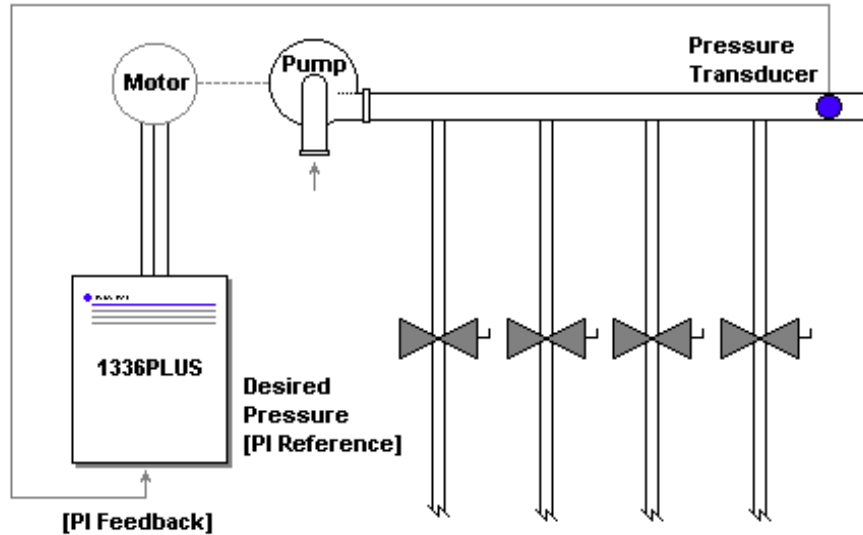 Motor
Pump
Pressure
Transducer
1336PLUS
Desired
Pressure
[PI Reference]
[PI Feedback]